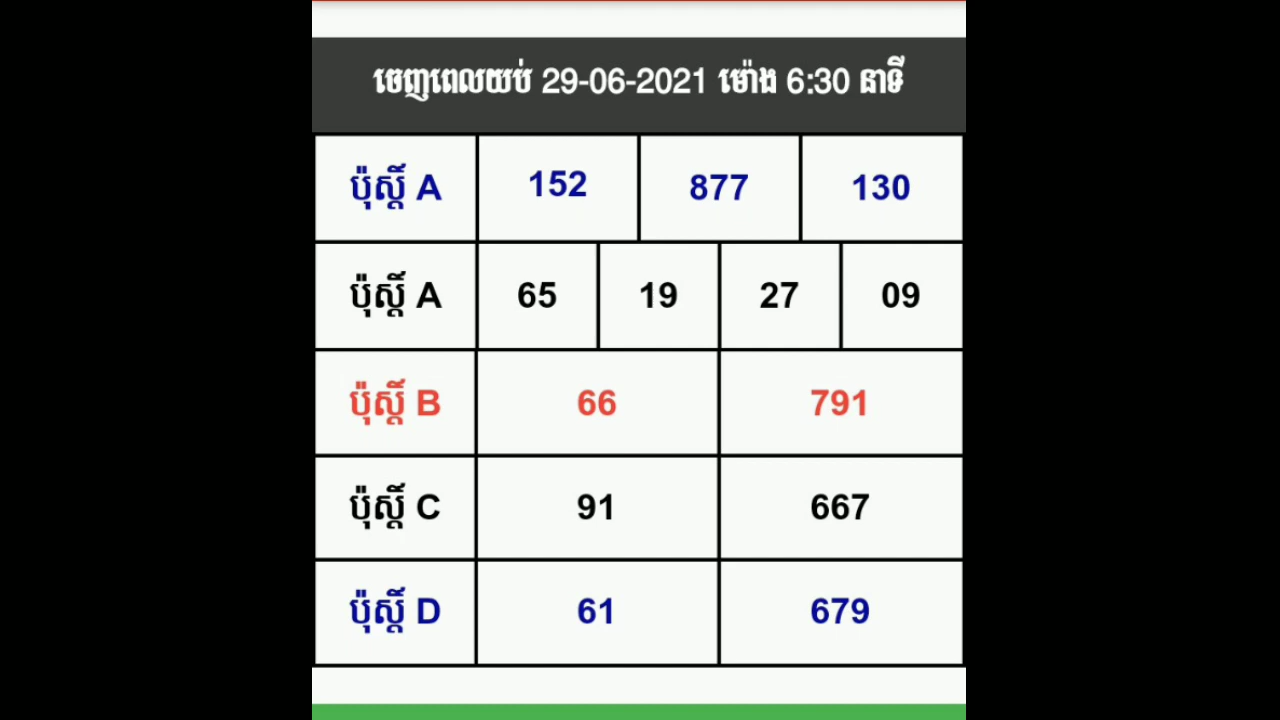 ចេញពេលយប់ 29-06-2021 ម៉ោង 6:30 នាទី
ប៉ុស្តិ៍ A 152 877 130
ប៉ុស្តិ៍ A 65 19 27 09
ប៉ុស្តិ៍ B 66 791
ប៉ុស្តិ៍ C 91 667
ប៉ុស្តិ៍ D 61 679